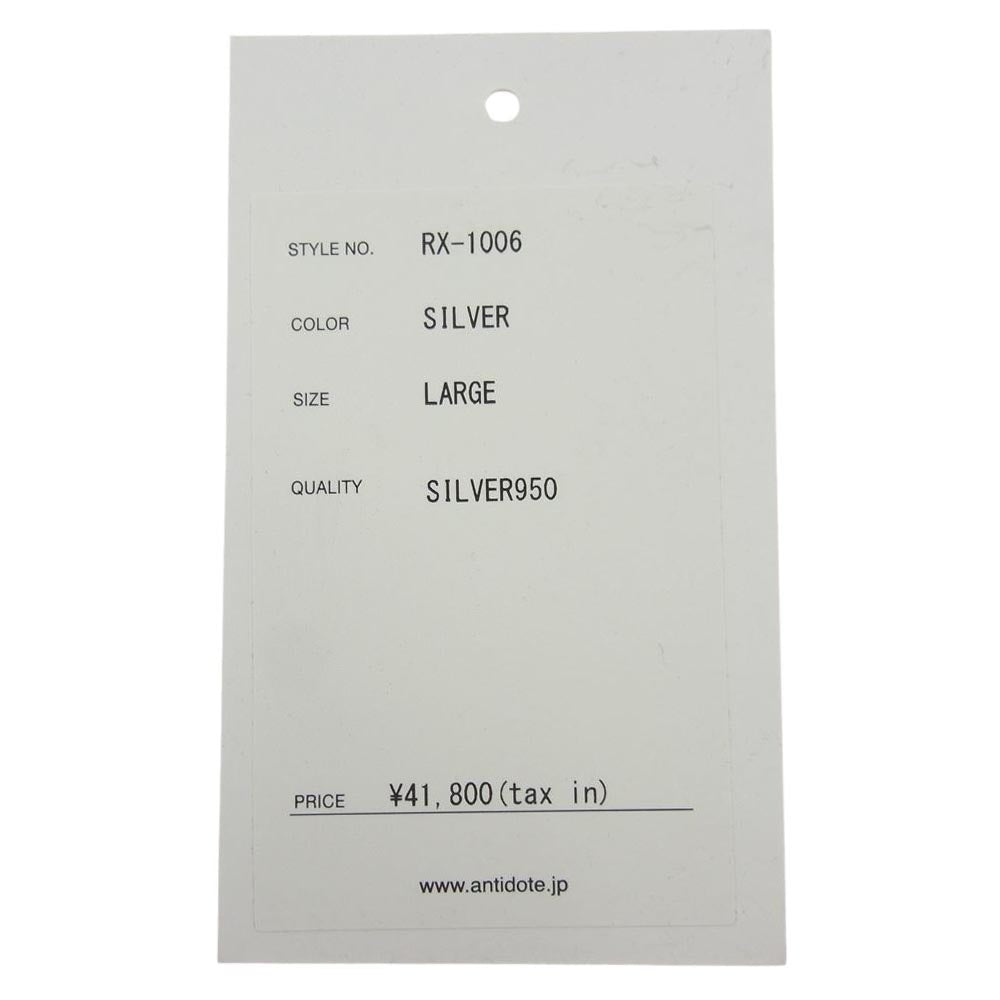 STYLE NO. RX-1006
COLOR SILVER
SIZE LARGE
QUALITY SILVER950
PRICE ¥41,800(tax in)
www.antidote.jp